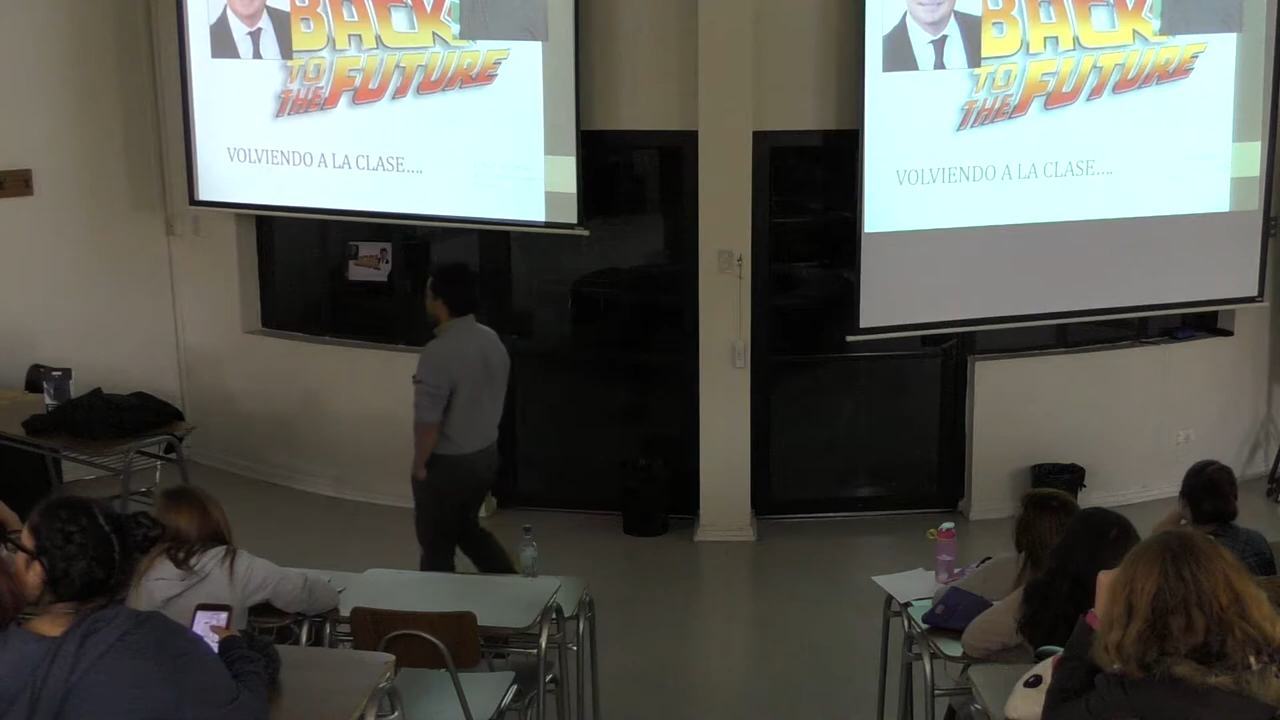 BACK
TO
THE FUTURE
VOLVIENDO A LA CLASE....
BACK
TO
THE FUTURE
VOLVIENDO A LA CLASE....